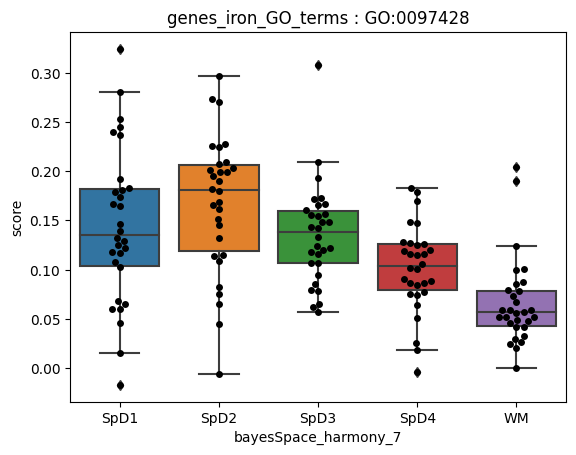 genes_iron_GO_terms : GO:0097428
score
0.30
0.25
0.20
0.15
0.10
0.05
0.00
SpD1 SpD2 SpD3 SpD4 WM
bayesSpace_harmony_7